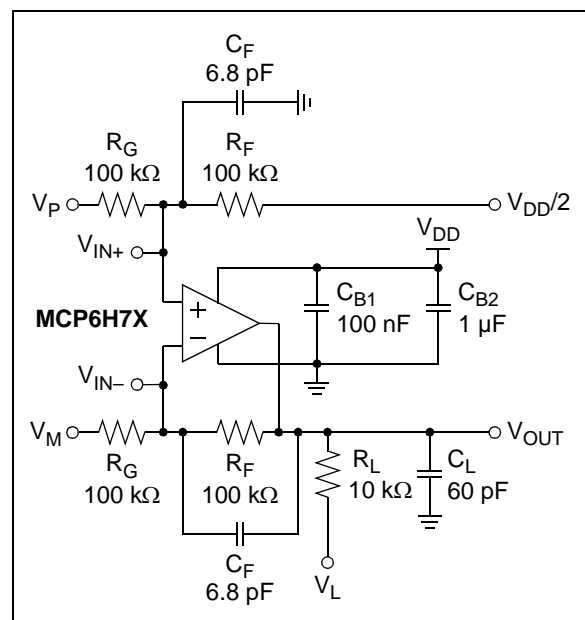 C_F
6.8 pF
R_G
100 kΩ
R_F
100 kΩ
V_P
V_DD/2
V_IN+
V_DD
MCP6H7X
+
−
C_B1
100 nF
C_B2
1 µF
V_IN–
V_M
V_OUT
R_G
100 kΩ
R_F
100 kΩ
R_L
10 kΩ
C_L
60 pF
C_F
6.8 pF
V_L